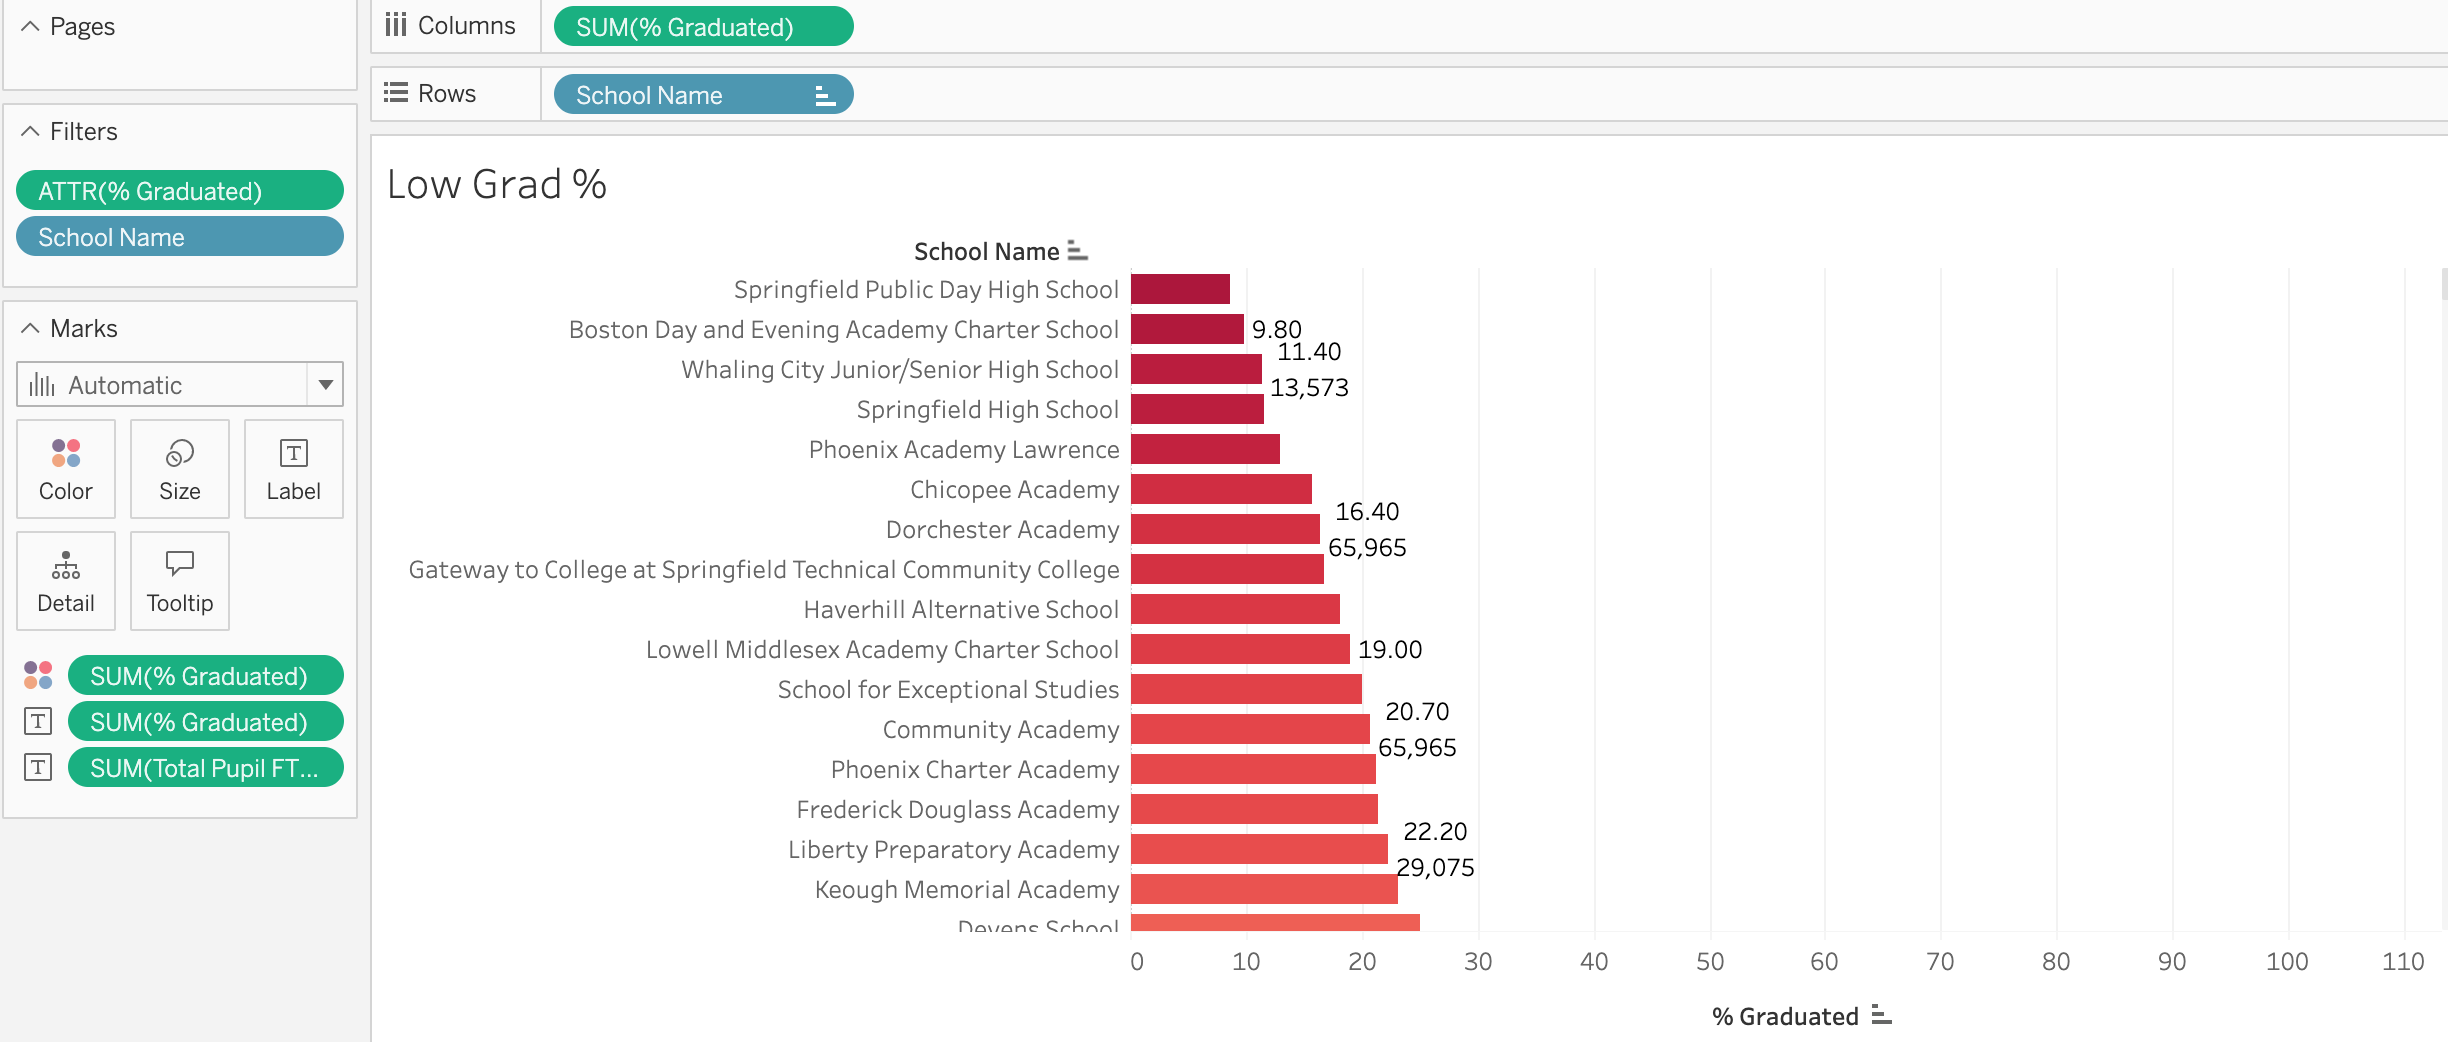 Pages
Columns
SUM(% Graduated)
Rows
School Name
Filters
ATTR(% Graduated)
School Name
Marks
Automatic
Color
Size
Label
Detail
Tooltip
SUM(% Graduated)
SUM(% Graduated)
SUM(Total Pupil FT...
Low Grad %
School Name
Springfield Public Day High School
Boston Day and Evening Academy Charter School 9.80
11.40
Whaling City Junior/Senior High School
13,573
Springfield High School
Phoenix Academy Lawrence
Chicopee Academy
16.40
Dorchester Academy
65,965
Gateway to College at Springfield Technical Community College
Haverhill Alternative School
Lowell Middlesex Academy Charter School 19.00
School for Exceptional Studies
20.70
Community Academy
65,965
Phoenix Charter Academy
Frederick Douglass Academy
22.20
Liberty Preparatory Academy
29,075
Keough Memorial Academy
Devens School
0 10 20 30 40 50 60 70 80 90 100 110
% Graduated